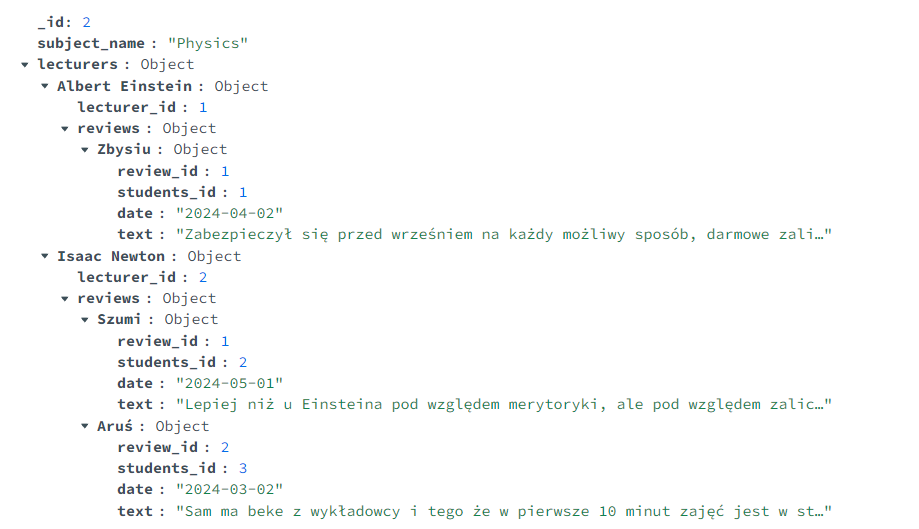 _id: 2
subject_name : "Physics"
lecturers : Object
Albert Einstein : Object
lecturer_id : 1
reviews : Object
Zbysiu : Object
review_id : 1
students_id : 1
date : "2024-04-02"
text : "Zabezpieczył się przed wrześniem na każdy możliwy sposób, darmowe zali…"
Isaac Newton : Object
lecturer_id : 2
reviews : Object
Szumi : Object
review_id : 1
students_id : 2
date : "2024-05-01"
text : "Lepiej niż u Einsteina pod względem merytoryki, ale pod względem zalic…"
Aruś : Object
review_id : 2
students_id : 3
date : "2024-03-02"
text : "Sam ma beke z wykładowcy i tego że w pierwsze 10 minut zajęć jest w st…"